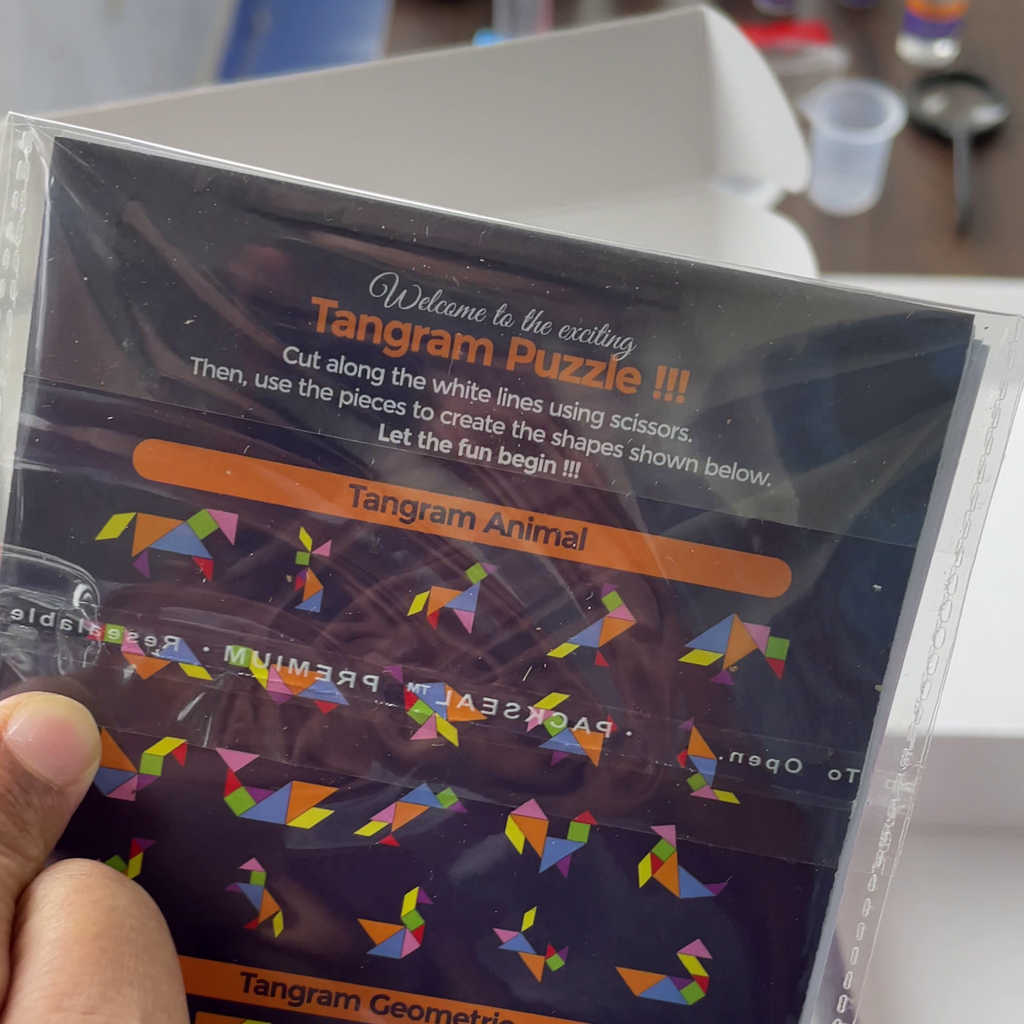 Welcome to the exciting
Tangram Puzzle !!!
Cut along the white lines using scissors.
Then, use the pieces to create the shapes shown below.
Let the fun begin !!!
Tangram Animal
To Open. • PACKSEAL™ PREMIUM • Resealable
Tangram Geometric